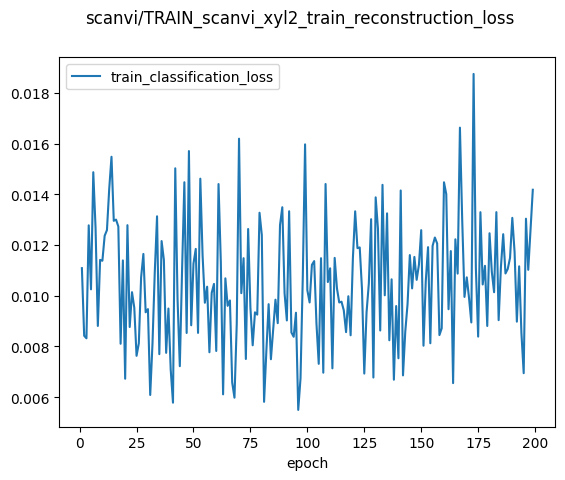 scanvi/TRAIN_scanvi_xyl2_train_reconstruction_loss
train_classification_loss
0.018
0.016
0.014
0.012
0.010
0.008
0.006
0 25 50 75 100 125 150 175 200
epoch